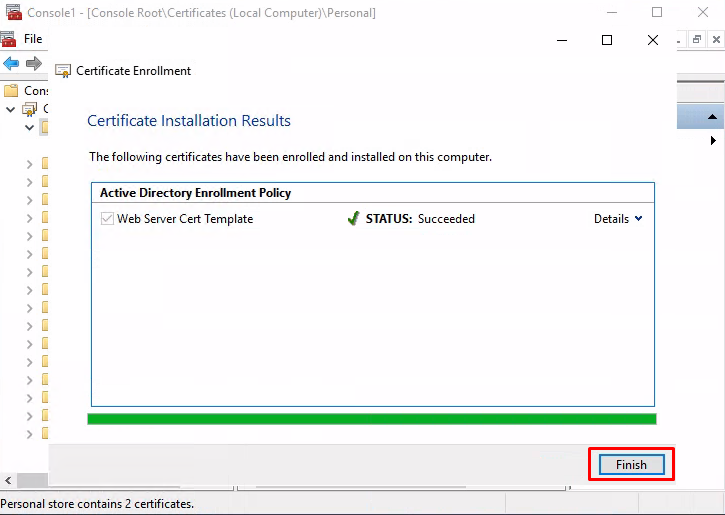 Console1 - [Console Root\Certificates (Local Computer)\Personal]
File
Certificate Enrollment
Cons
C
Certificate Installation Results
The following certificates have been enrolled and installed on this computer.
Active Directory Enrollment Policy
Web Server Cert Template STATUS: Succeeded Details
Finish
Personal store contains 2 certificates.